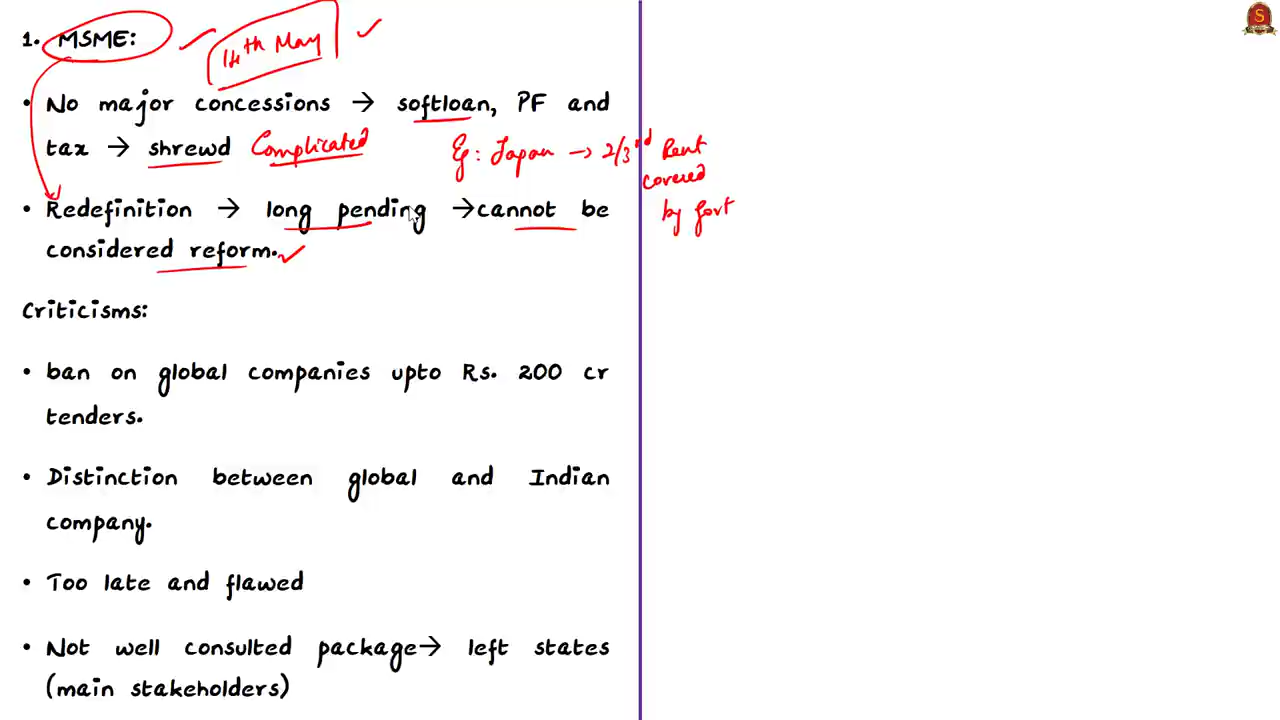 1. MSME:
14th May
• No major concessions → softloan, PF and
tax → shrewd Complicated
Eg: Japan → 2/3rd Rent
covered
by Govt
• Redefinition → long pending →cannot be
considered reform.
Criticisms:
• ban on global companies upto Rs. 200 cr
tenders.
• Distinction between global and Indian
company.
• Too late and flawed
• Not well consulted package→ left states
(main stakeholders)